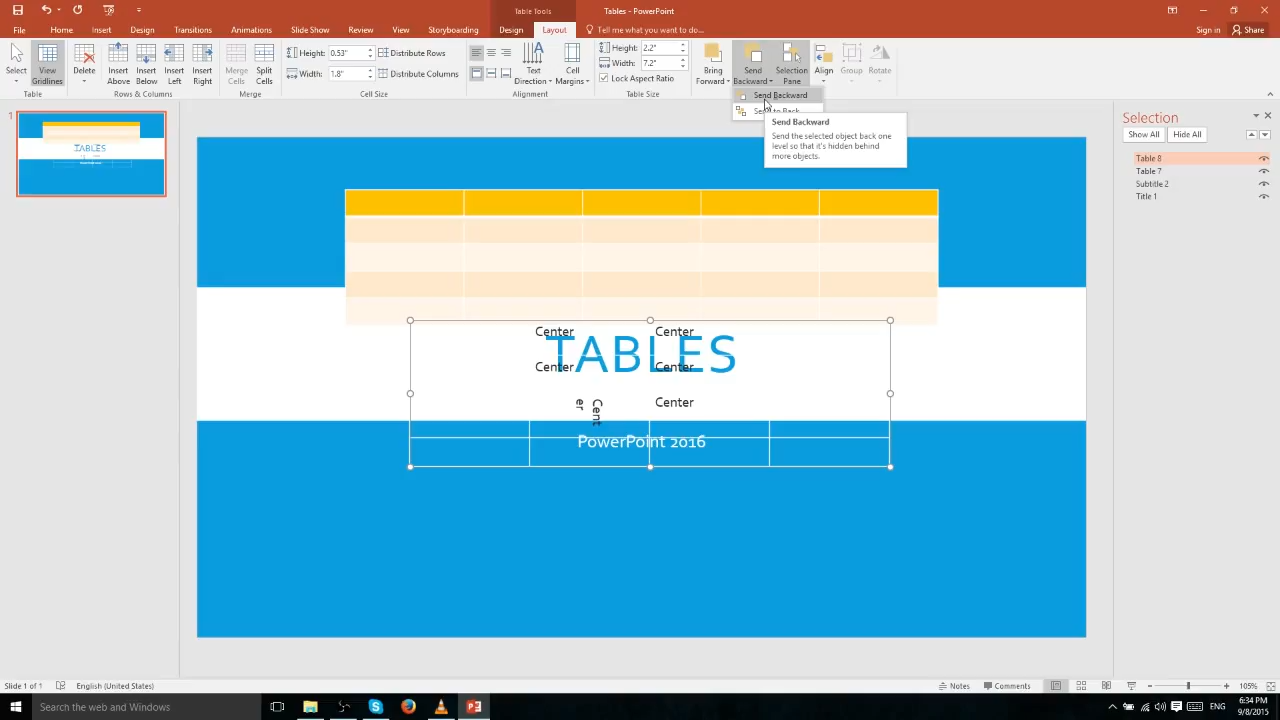 Table Tools
Tables - PowerPoint
File
Home
Insert
Design
Transitions
Animations
Slide Show
Review
View
Storyboarding
Design
Layout
Tell me what you want to do...
Sign in
Share
Select
View Gridlines
Delete
Insert Above
Insert Below
Insert Left
Insert Right
Merge Cells
Split Cells
Height: 0.53"
Width: 1.8"
Distribute Rows
Distribute Columns
Text Direction
Cell Margins
Height: 2.2"
Width: 7.2"
Lock Aspect Ratio
Bring Forward
Send Backward
Selection Pane
Align
Group
Rotate
Table
Rows & Columns
Merge
Cell Size
Alignment
Table Size
Send Backward
Send to Back
Send Backward
Send the selected object back one
level so that it's hidden behind
more objects.
1
TABLES
Center
Center
TABLES
Center
Center
Cent
er
Center
PowerPoint 2016
Selection
Show All
Hide All
Table 8
Table 7
Subtitle 2
Title 1
Slide 1 of 1
English (United States)
Notes
Comments
105%
Search the web and Windows
ENG
6:34 PM
9/8/2015